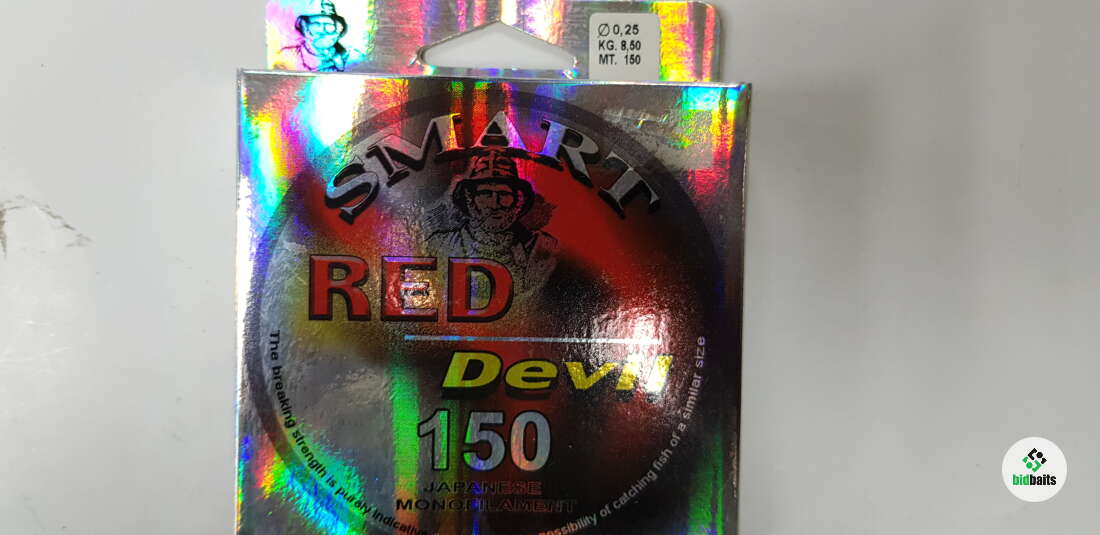 Ø 0,25
KG. 8,50
MT. 150
SMART
RED
Devil
150
JAPANESE
MONOFILAMENT
The breaking strength is purely indicative
possibility of catching fish of a similar size
bidbaits